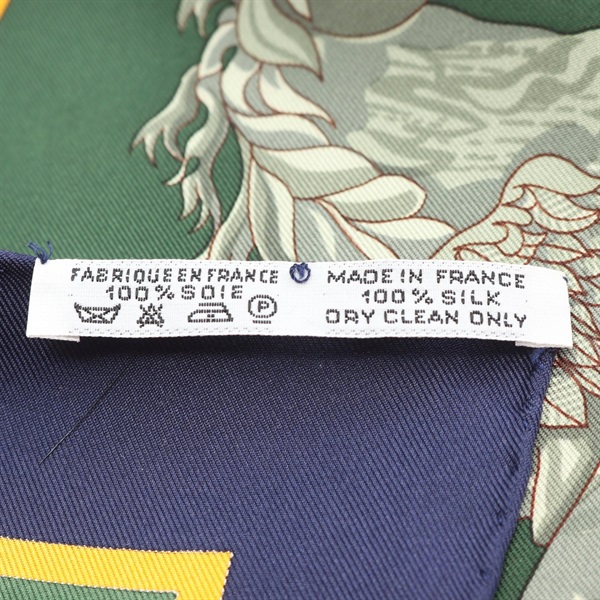 FABRIQUE EN FRANCE
100% SOIE
P
MADE IN FRANCE
100% SILK
DRY CLEAN ONLY